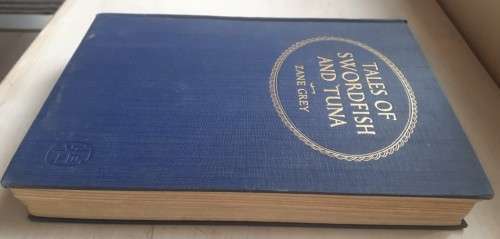 TALES OF
SWORDFISH
AND TUNA
ZANE GREY